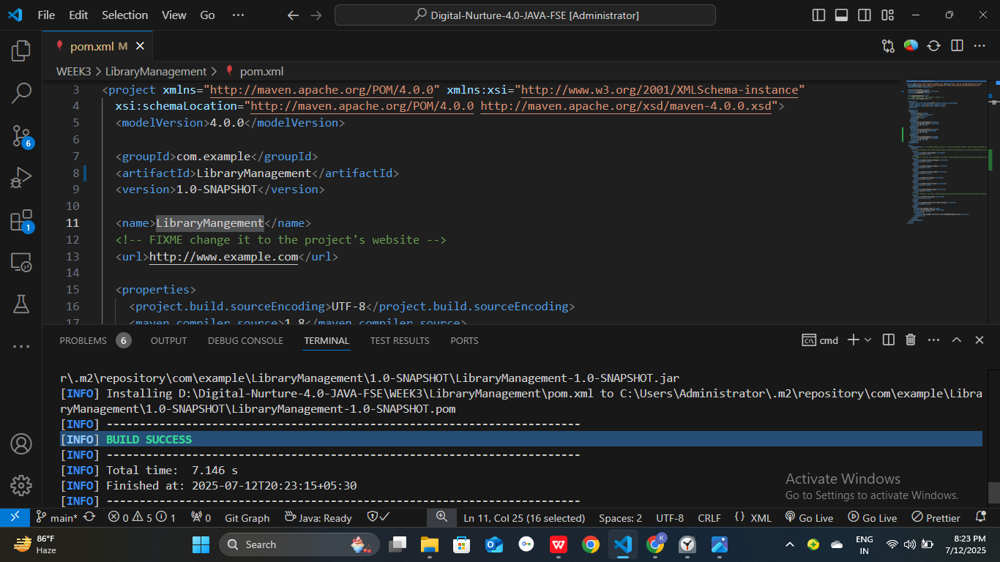 File Edit Selection View Go ···
Digital-Nurture-4.0-JAVA-FSE [Administrator]
pom.xml M
WEEK3 > LibraryManagement > pom.xml
3 <project xmlns="http://maven.apache.org/POM/4.0.0" xmlns:xsi="http://www.w3.org/2001/XMLSchema-instance"
4 xsi:schemaLocation="http://maven.apache.org/POM/4.0.0 http://maven.apache.org/xsd/maven-4.0.0.xsd">
5 <modelVersion>4.0.0</modelVersion>
6
7 <groupId>com.example</groupId>
8 <artifactId>LibraryManagement</artifactId>
9 <version>1.0-SNAPSHOT</version>
10
11 <name>LibraryMangement</name>
12 <!-- FIXME change it to the project's website -->
13 <url>http://www.example.com</url>
14
15 <properties>
16 <project.build.sourceEncoding>UTF-8</project.build.sourceEncoding>
17 <maven.compiler.source>1.8</maven.compiler.source>
6
1
PROBLEMS 6 OUTPUT DEBUG CONSOLE TERMINAL TEST RESULTS PORTS
cmd
r\.m2\repository\com\example\LibraryManagement\1.0-SNAPSHOT\LibraryManagement-1.0-SNAPSHOT.jar
[INFO] Installing D:\Digital-Nurture-4.0-JAVA-FSE\WEEK3\LibraryManagement\pom.xml to C:\Users\Administrator\.m2\repository\com\example\Libra
ryManagement\1.0-SNAPSHOT\LibraryManagement-1.0-SNAPSHOT.pom
[INFO] ------------------------------------------------------------------------
[INFO] BUILD SUCCESS
[INFO] ------------------------------------------------------------------------
[INFO] Total time:  7.146 s
[INFO] Finished at: 2025-07-12T20:23:15+05:30
[INFO] ------------------------------------------------------------------------
Activate Windows
Go to Settings to activate Windows.
main* 0 5 1 0 Git Graph Java: Ready Ln 11, Col 25 (16 selected) Spaces: 2 UTF-8 CRLF {} XML Go Live Go Live Prettier
86°F
Haze
Search
K
ENG
IN
8:23 PM
7/12/2025